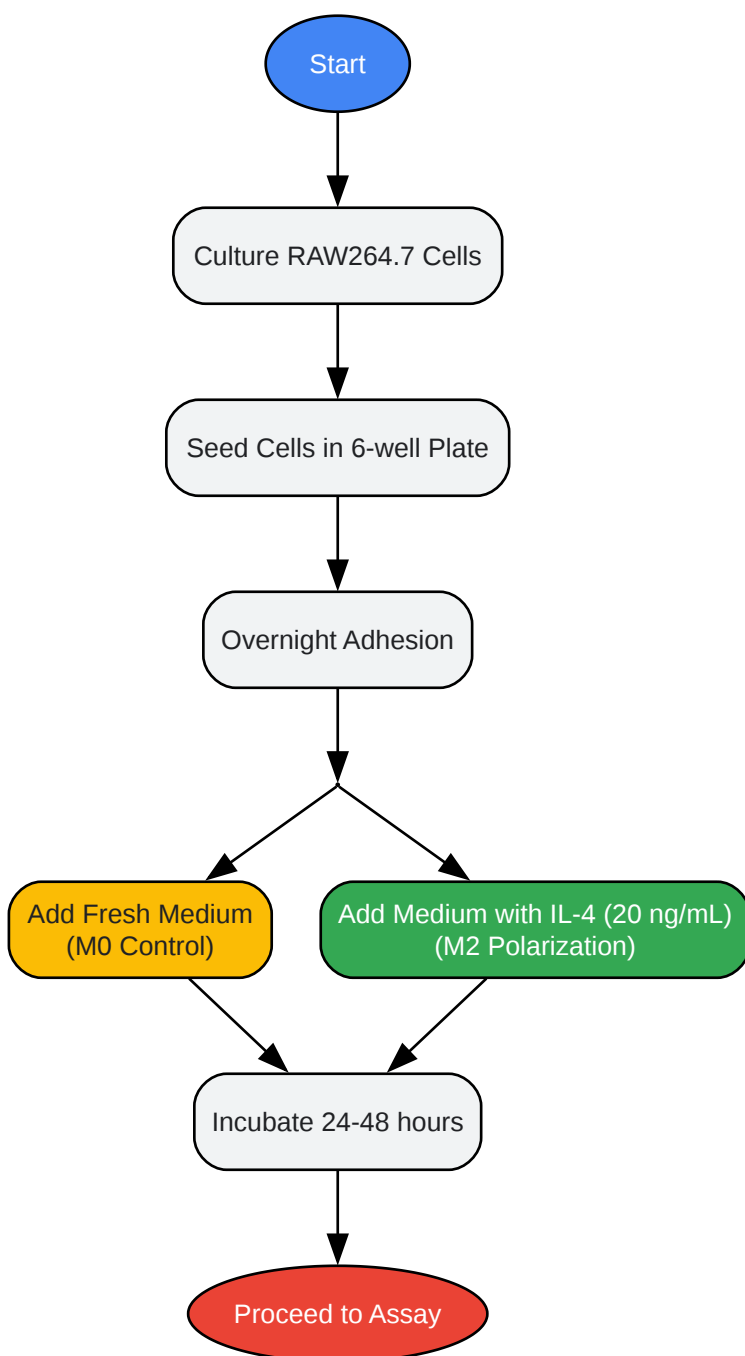 Start
Culture RAW264.7 Cells
Seed Cells in 6-well Plate
Overnight Adhesion
Add Fresh Medium
(M0 Control)
Add Medium with IL-4 (20 ng/mL)
(M2 Polarization)
Incubate 24-48 hours
Proceed to Assay